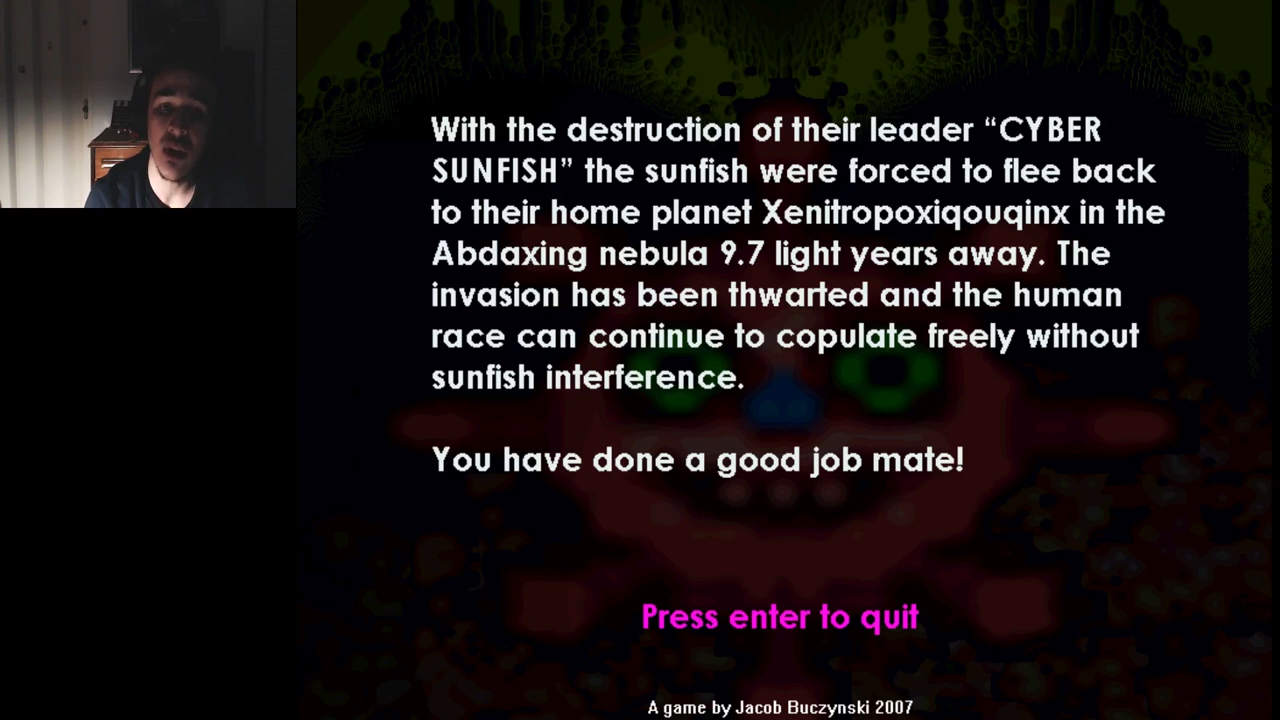 With the destruction of their leader “CYBER
SUNFISH” the sunfish were forced to flee back
to their home planet Xenitropoxiqouqinx in the
Abdaxing nebula 9.7 light years away. The
invasion has been thwarted and the human
race can continue to copulate freely without
sunfish interference.
You have done a good job mate!
Press enter to quit
A game by Jacob Buczynski 2007